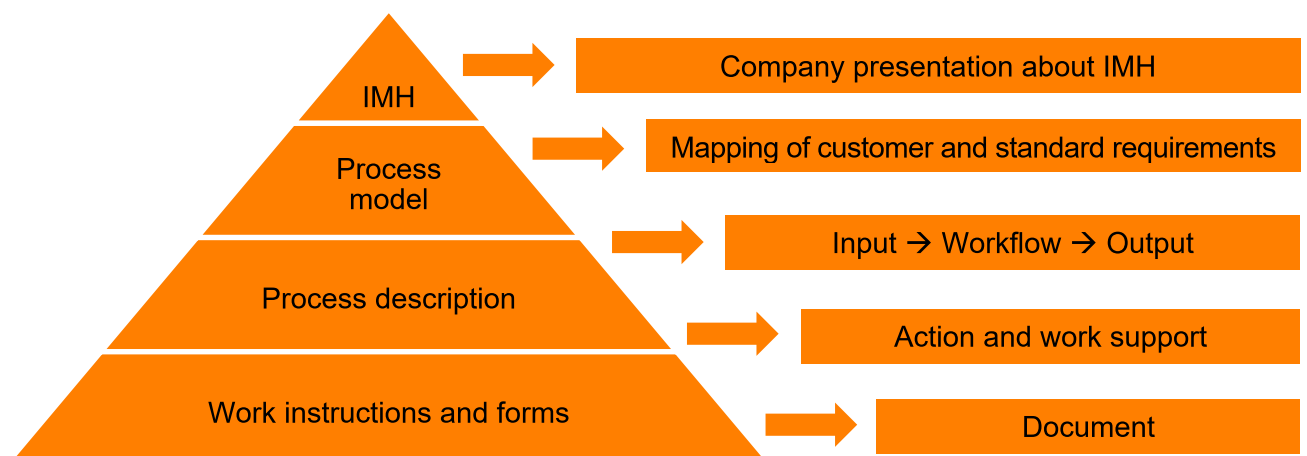 IMH
Company presentation about IMH
Process
model
Mapping of customer and standard requirements
Process description
Input → Workflow → Output
Action and work support
Work instructions and forms
Document